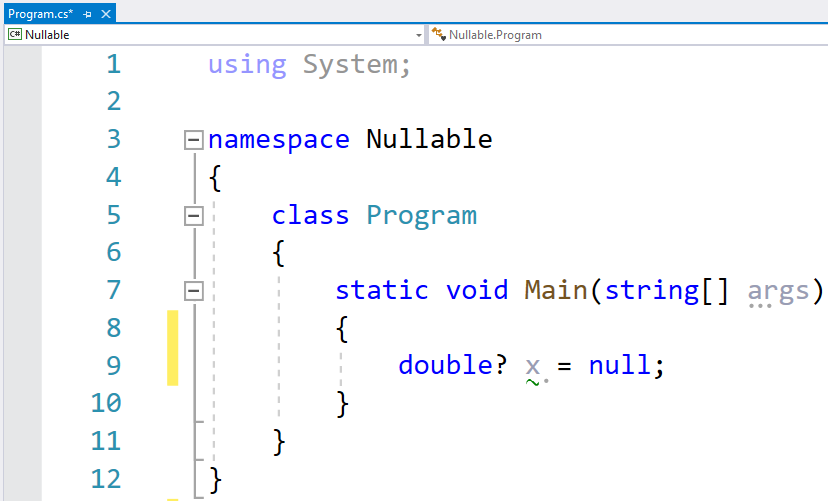 Program.cs*
C# Nullable
Nullable.Program
1 using System;
2
3 namespace Nullable
4 {
5 class Program
6 {
7 static void Main(string[] args)
8 {
9 double? x = null;
10 }
11 }
12 }